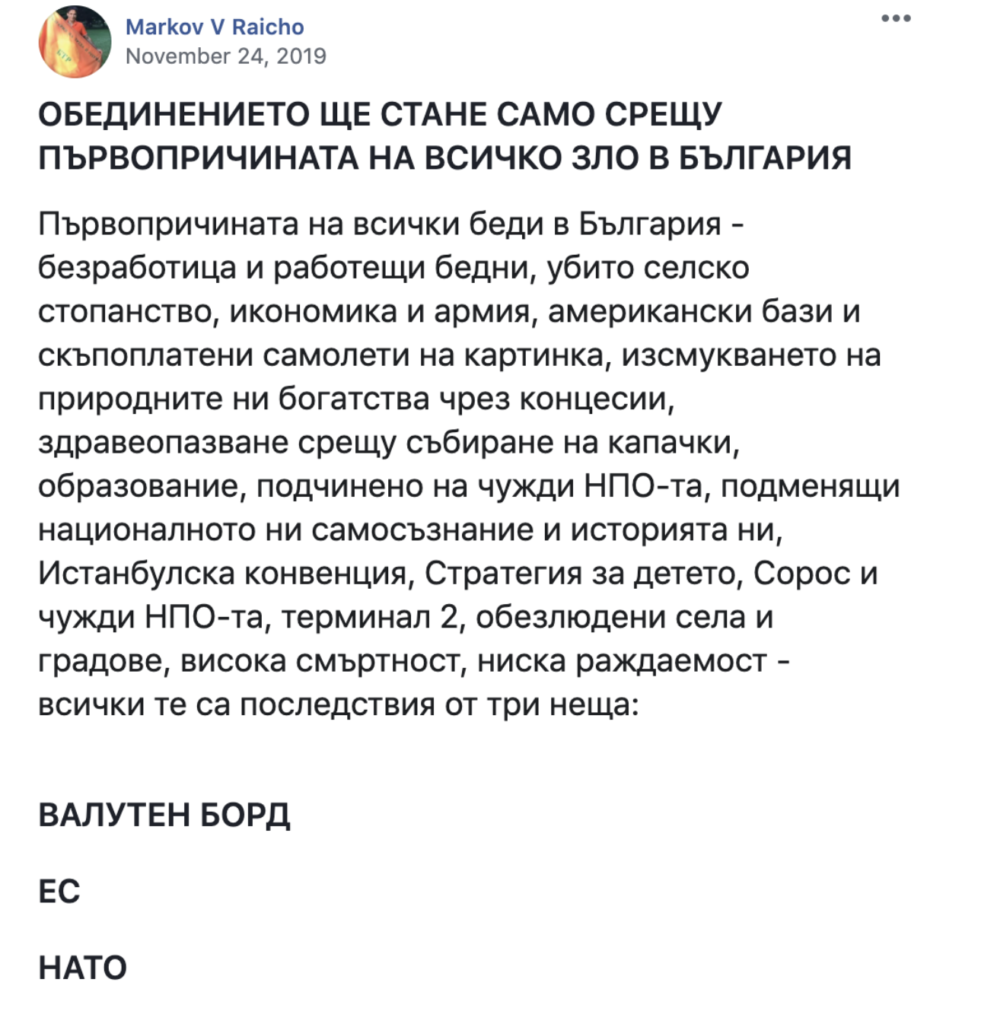 Markov V Raicho
November 24, 2019
ОБЕДИНЕНИЕТО ЩЕ СТАНЕ САМО СРЕЩУ
ПЪРВОПРИЧИНАТА НА ВСИЧКО ЗЛО В БЪЛГАРИЯ
Първопричината на всички беди в България -
безработица и работещи бедни, убито селско
стопанство, икономика и армия, американски бази и
скъпоплатени самолети на картинка, изсмукването на
природните ни богатства чрез концесии,
здравеопазване срещу събиране на капачки,
образование, подчинено на чужди НПО-та, подменящи
националното ни самосъзнание и историята ни,
Истанбулска конвенция, Стратегия за детето, Сорос и
чужди НПО-та, терминал 2, обезлюдени села и
градове, висока смъртност, ниска раждаемост -
всички те са последствия от три неща:
ВАЛУТЕН БОРД
ЕС
НАТО